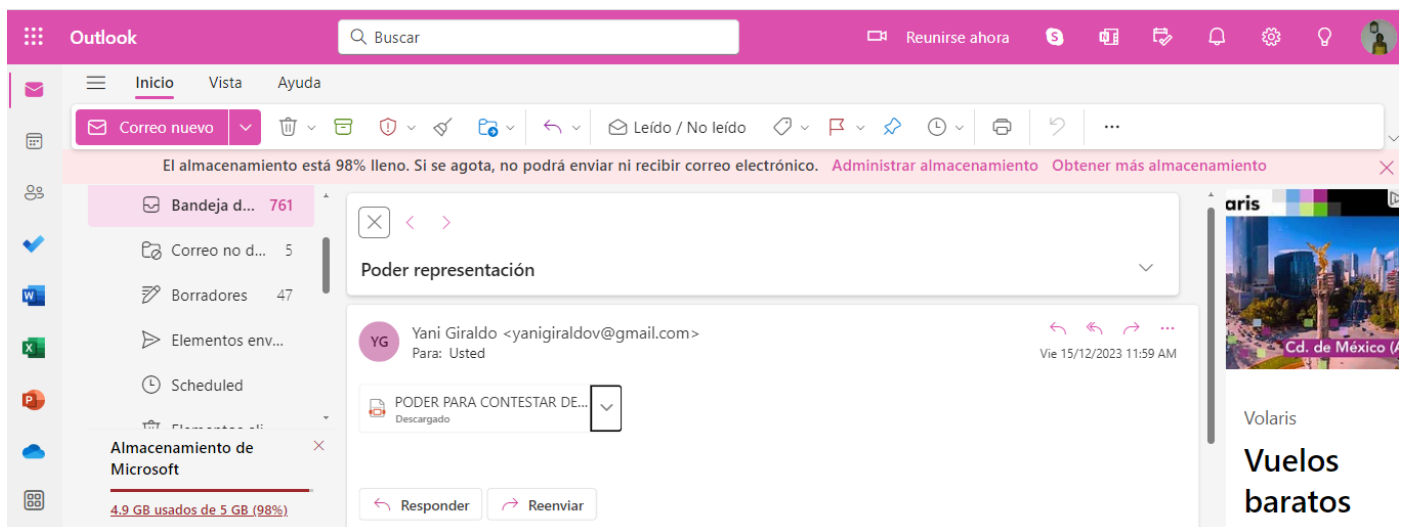 Outlook
Buscar
Reunirse ahora
Inicio Vista Ayuda
Correo nuevo
Leído / No leído
El almacenamiento está 98% lleno. Si se agota, no podrá enviar ni recibir correo electrónico. Administrar almacenamiento Obtener más almacenamiento
Bandeja d... 761
Correo no d... 5
Borradores 47
Elementos env...
Scheduled
Elementos eli...
Almacenamiento de
Microsoft
4.9 GB usados de 5 GB (98%)
Poder representación
YG
Yani Giraldo <yanigiraldov@gmail.com>
Para: Usted
Vie 15/12/2023 11:59 AM
PODER PARA CONTESTAR DE...
Descargado
Responder
Reenviar
aris
Cd. de México (A
Volaris
Vuelos
baratos